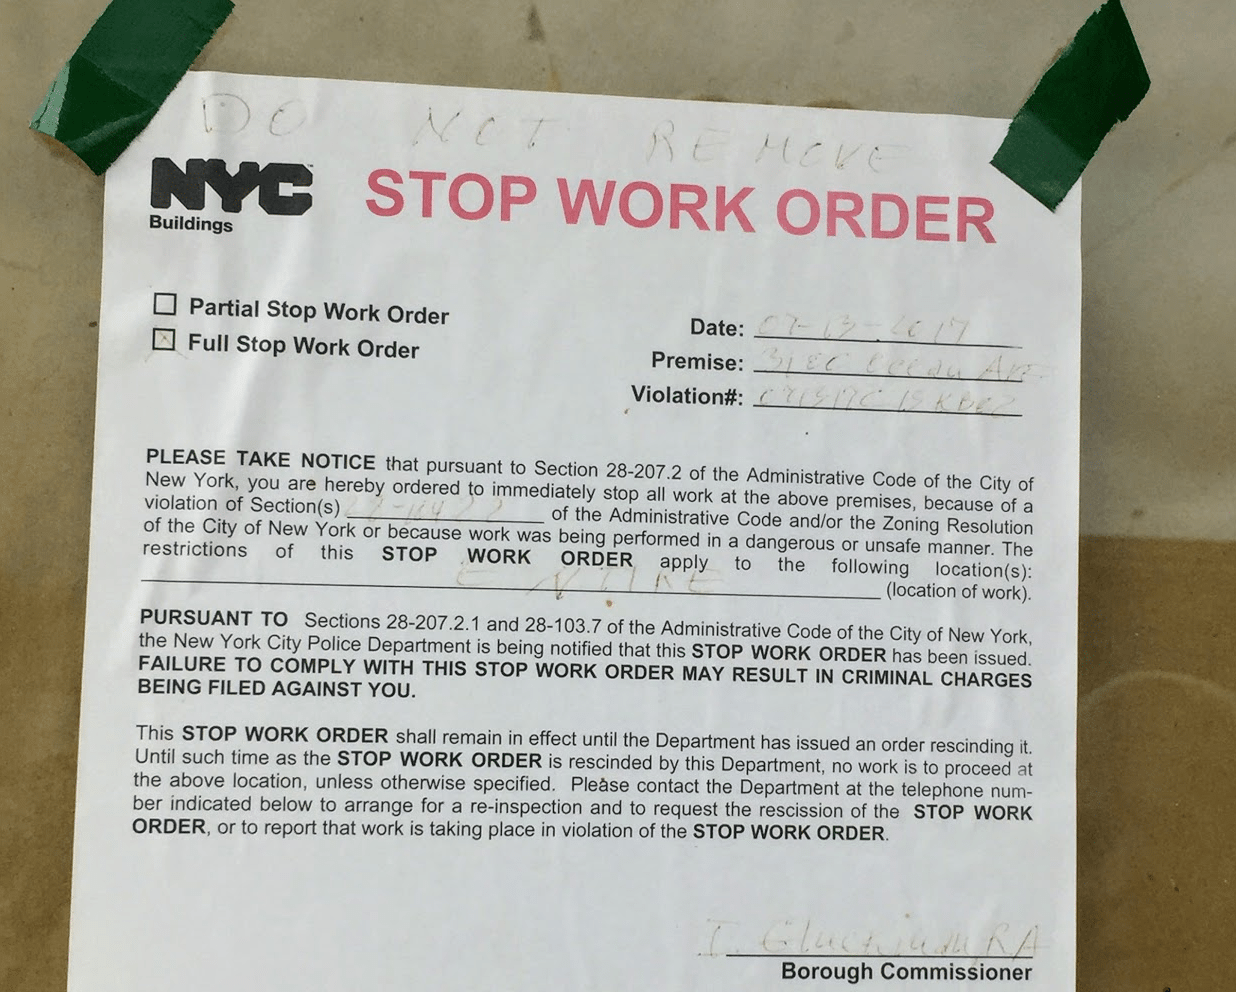 DO NOT REMOVE
NYC™
Buildings
STOP WORK ORDER
Partial Stop Work Order
Full Stop Work Order
Date:
Premise: Ave
Violation#:
PLEASE TAKE NOTICE that pursuant to Section 28-207.2 of the Administrative Code of the City of
New York, you are hereby ordered to immediately stop all work at the above premises, because of a
violation of Section(s) of the Administrative Code and/or the Zoning Resolution
of the City of New York or because work was being performed in a dangerous or unsafe manner. The
restrictions of this STOP WORK ORDER apply to the following location(s):
ENTIRE (location of work).
PURSUANT TO Sections 28-207.2.1 and 28-103.7 of the Administrative Code of the City of New York,
the New York City Police Department is being notified that this STOP WORK ORDER has been issued.
FAILURE TO COMPLY WITH THIS STOP WORK ORDER MAY RESULT IN CRIMINAL CHARGES
BEING FILED AGAINST YOU.
This STOP WORK ORDER shall remain in effect until the Department has issued an order rescinding it.
Until such time as the STOP WORK ORDER is rescinded by this Department, no work is to proceed at
the above location, unless otherwise specified. Please contact the Department at the telephone num-
ber indicated below to arrange for a re-inspection and to request the rescission of the STOP WORK
ORDER, or to report that work is taking place in violation of the STOP WORK ORDER.
RA
Borough Commissioner